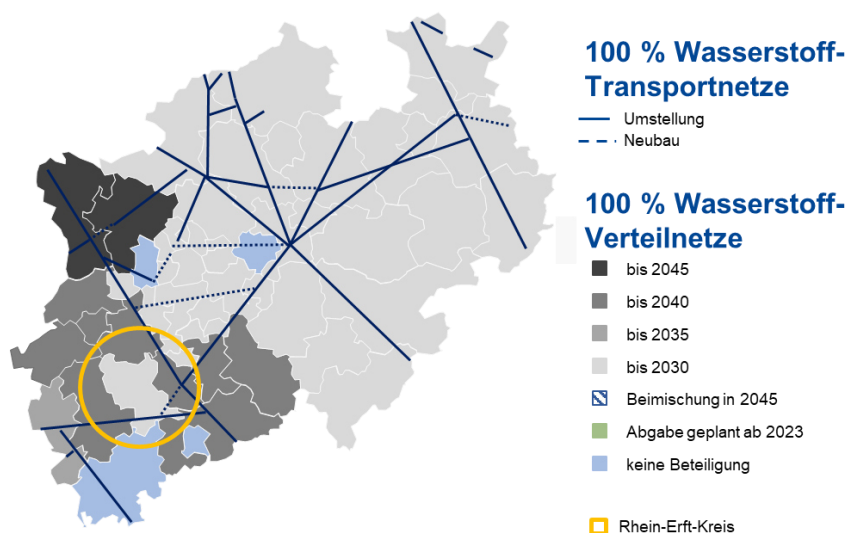 100 % Wasserstoff-
Transportnetze
Umstellung
Neubau
100 % Wasserstoff-
Verteilnetze
bis 2045
bis 2040
bis 2035
bis 2030
Beimischung in 2045
Abgabe geplant ab 2023
keine Beteiligung
Rhein-Erft-Kreis